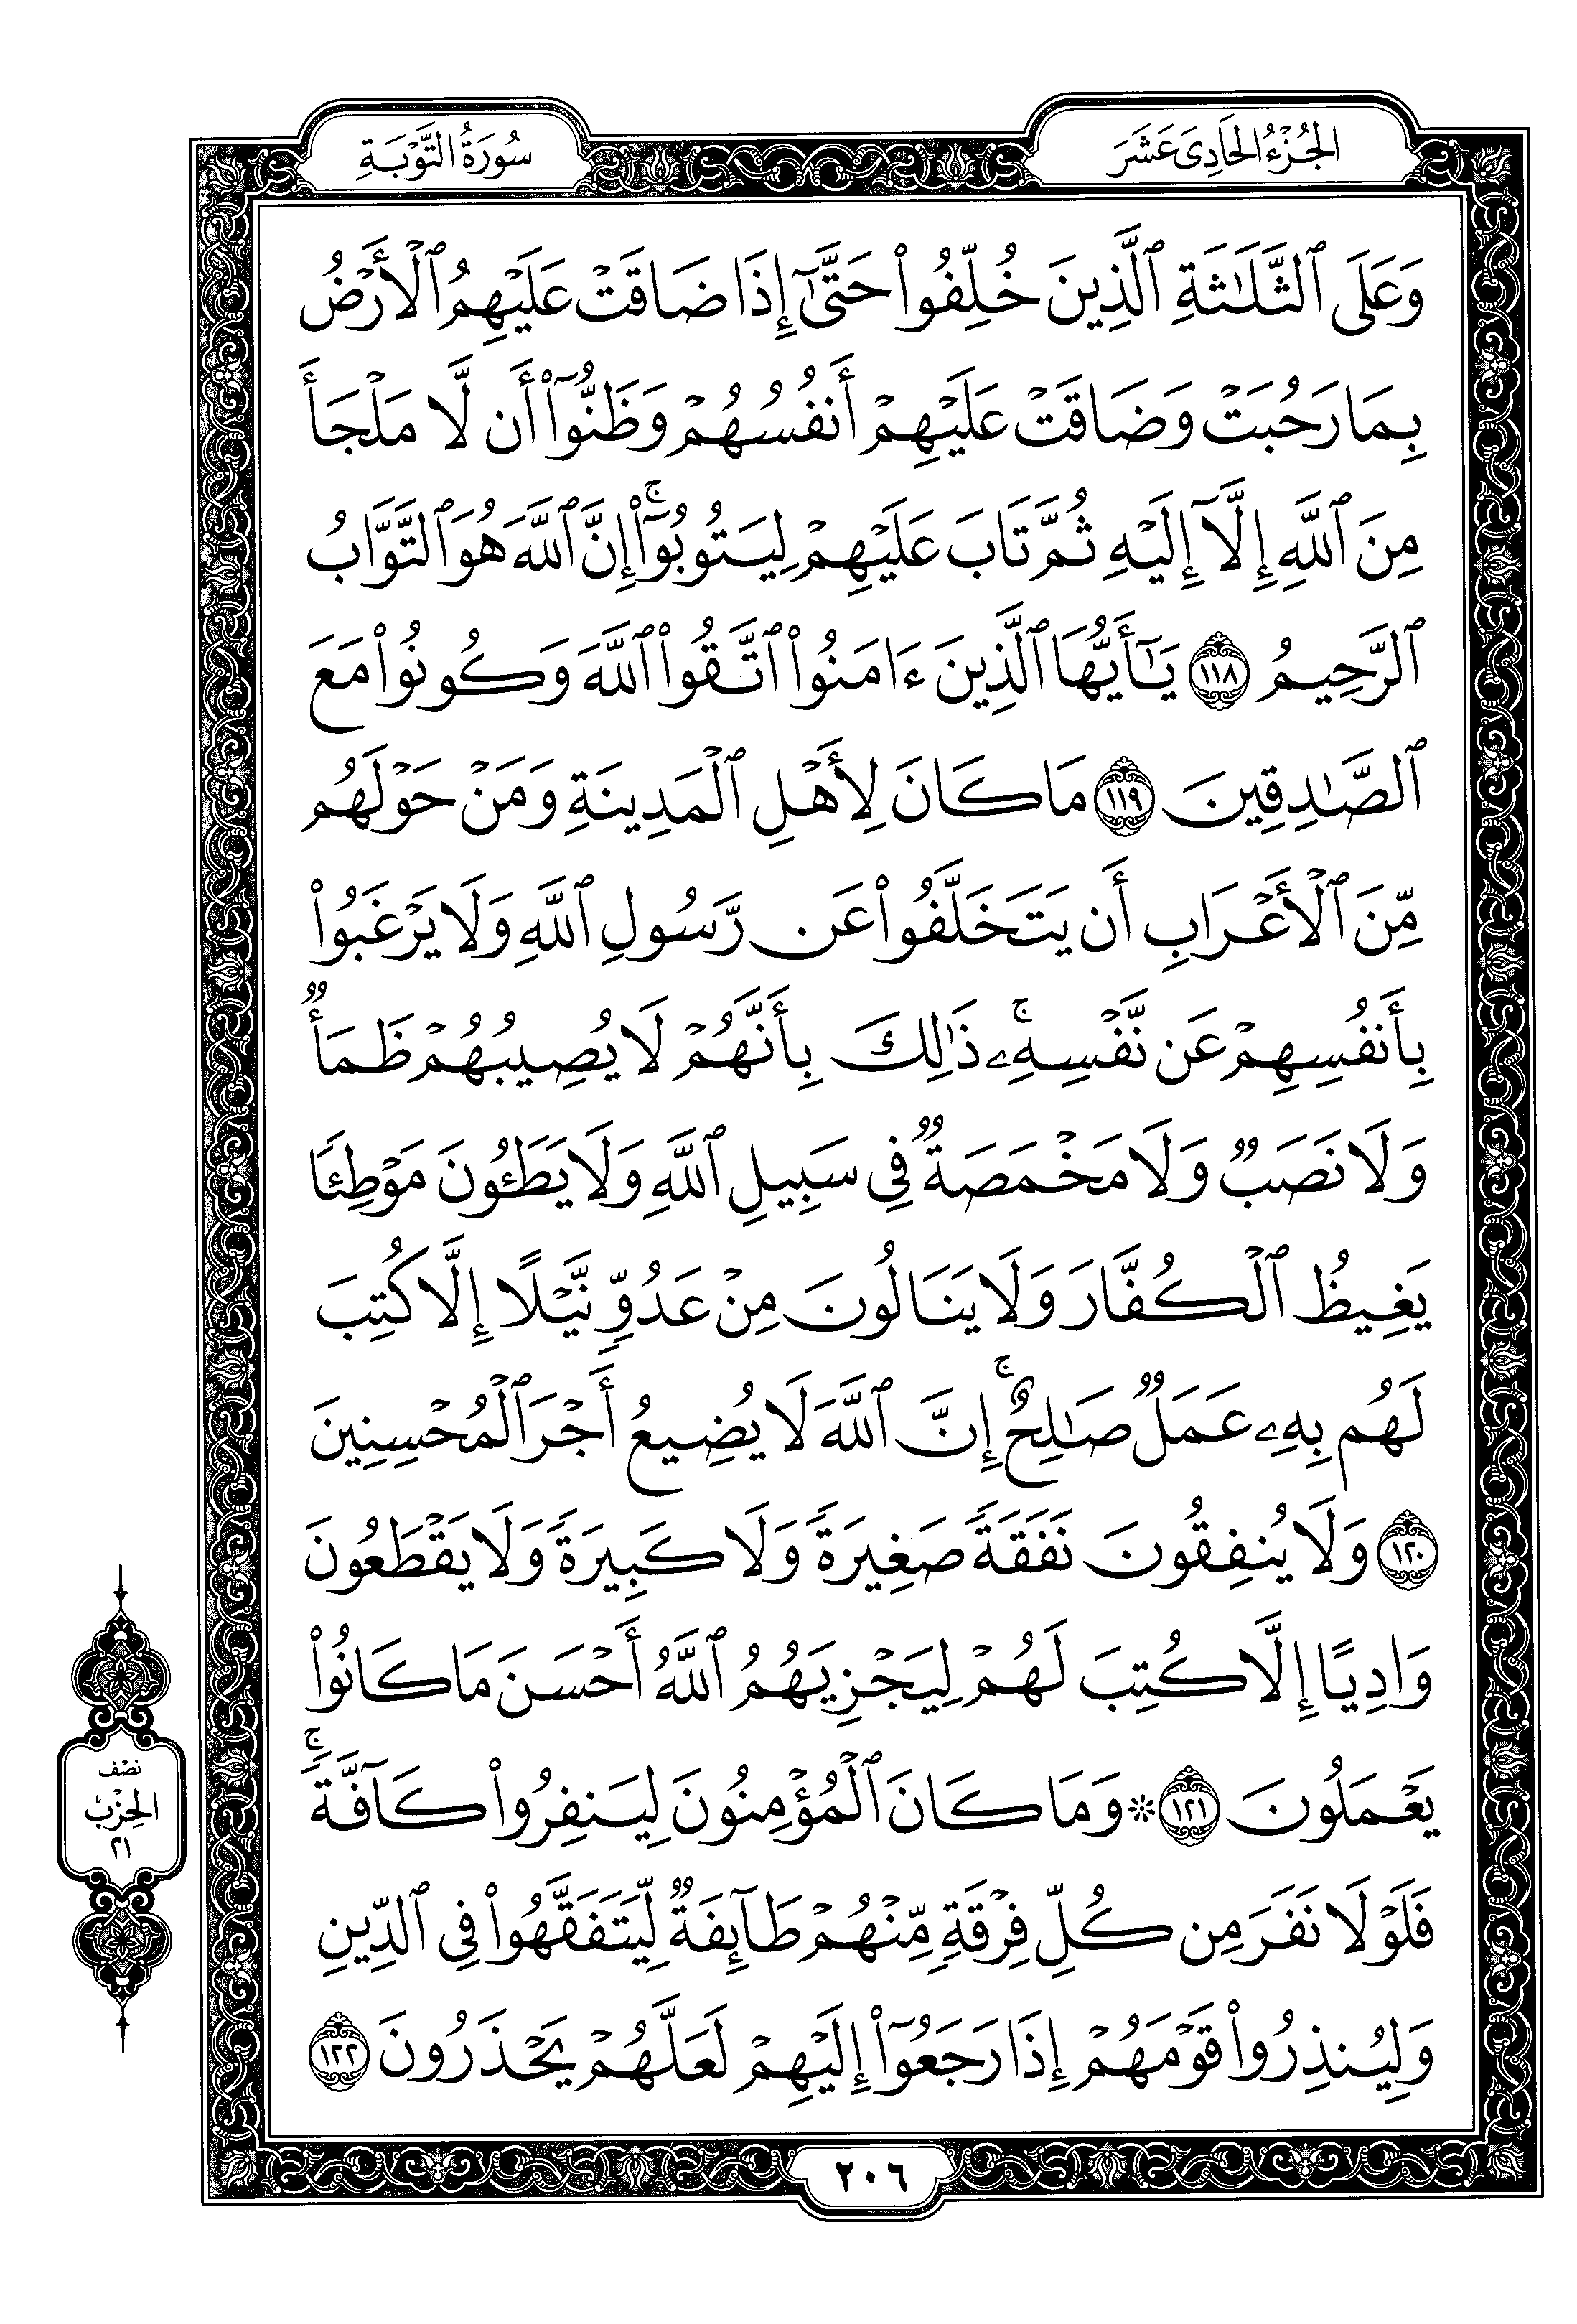 الجُزْءُ الحَادِيَ عَشَرَ
سُورَةُ التَّوْبَةِ
وَعَلَى ٱلثَّلَٰثَةِ ٱلَّذِينَ خُلِّفُوا۟ حَتَّىٰٓ إِذَا ضَاقَتْ عَلَيْهِمُ ٱلْأَرْضُ
بِمَا رَحُبَتْ وَضَاقَتْ عَلَيْهِمْ أَنفُسُهُمْ وَظَنُّوٓا۟ أَن لَّا مَلْجَأَ
مِنَ ٱللَّهِ إِلَّآ إِلَيْهِ ثُمَّ تَابَ عَلَيْهِمْ لِيَتُوبُوٓا۟ ۚ إِنَّ ٱللَّهَ هُوَ ٱلتَّوَّابُ
ٱلرَّحِيمُ ١١٨ يَٰٓأَيُّهَا ٱلَّذِينَ ءَامَنُوا۟ ٱتَّقُوا۟ ٱللَّهَ وَكُونُوا۟ مَعَ
ٱلصَّٰدِقِينَ ١١٩ مَا كَانَ لِأَهْلِ ٱلْمَدِينَةِ وَمَنْ حَوْلَهُم
مِّنَ ٱلْأَعْرَابِ أَن يَتَخَلَّفُوا۟ عَن رَّسُولِ ٱللَّهِ وَلَا يَرْغَبُوا۟
بِأَنفُسِهِمْ عَن نَّفْسِهِۦ ۚ ذَٰلِكَ بِأَنَّهُمْ لَا يُصِيبُهُمْ ظَمَأٌ
وَلَا نَصَبٌ وَلَا مَخْمَصَةٌ فِى سَبِيلِ ٱللَّهِ وَلَا يَطَـُٔونَ مَوْطِئًا
يَغِيظُ ٱلْكُفَّارَ وَلَا يَنَالُونَ مِنْ عَدُوٍّ نَّيْلًا إِلَّا كُتِبَ
لَهُم بِهِۦ عَمَلٌ صَٰلِحٌ ۚ إِنَّ ٱللَّهَ لَا يُضِيعُ أَجْرَ ٱلْمُحْسِنِينَ
١٢٠ وَلَا يُنفِقُونَ نَفَقَةً صَغِيرَةً وَلَا كَبِيرَةً وَلَا يَقْطَعُونَ
وَادِيًا إِلَّا كُتِبَ لَهُمْ لِيَجْزِيَهُمُ ٱللَّهُ أَحْسَنَ مَا كَانُوا۟
يَعْمَلُونَ ١٢١ ۞ وَمَا كَانَ ٱلْمُؤْمِنُونَ لِيَنفِرُوا۟ كَآفَّةً ۚ
فَلَوْلَا نَفَرَ مِن كُلِّ فِرْقَةٍ مِّنْهُمْ طَآئِفَةٌ لِّيَتَفَقَّهُوا۟ فِى ٱلدِّينِ
وَلِيُنذِرُوا۟ قَوْمَهُمْ إِذَا رَجَعُوٓا۟ إِلَيْهِمْ لَعَلَّهُمْ يَحْذَرُونَ ١٢٢
نصف
الحزب
٢١
٢٠٦